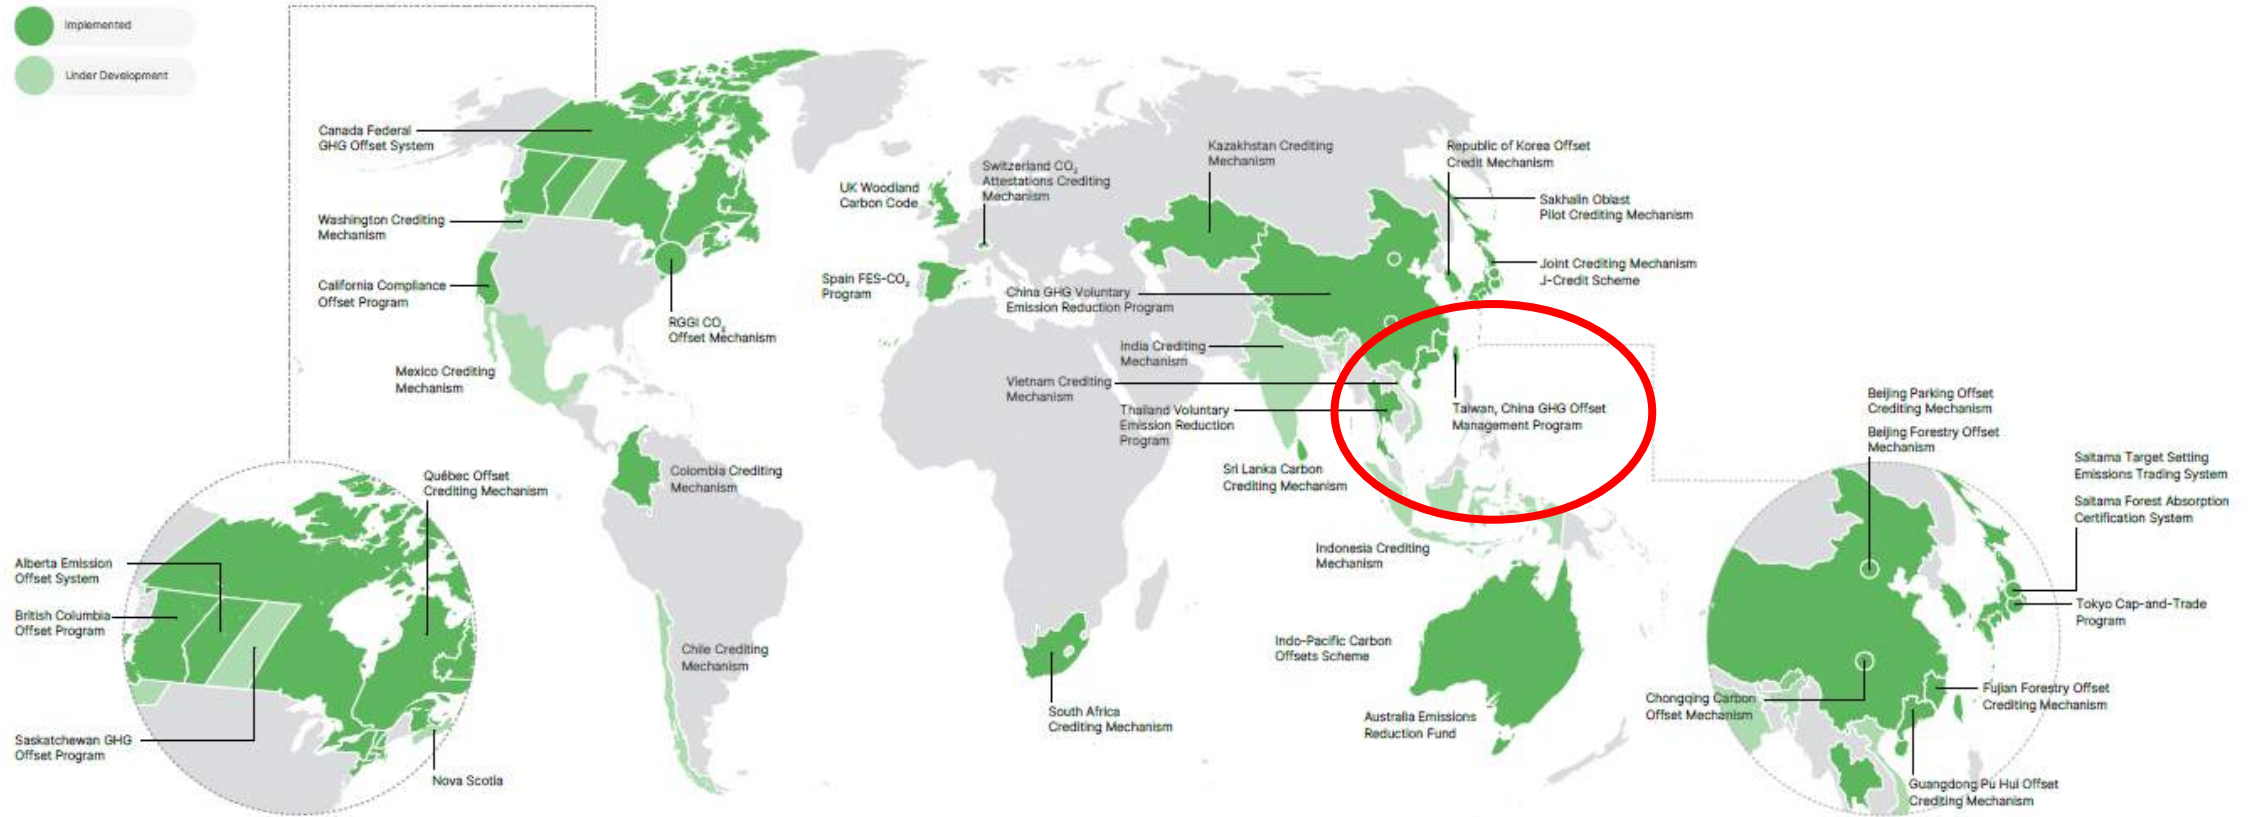 Implemented
Under Development
Canada Federal
GHG Offset System
Washington Crediting
Mechanism
California Compliance
Offset Program
Mexico Crediting
Mechanism
RGGI CO₂
Offset Mechanism
Colombia Crediting
Mechanism
Chile Crediting
Mechanism
Québec Offset
Crediting Mechanism
Alberta Emission
Offset System
British Columbia
Offset Program
Saskatchewan GHG
Offset Program
Nova Scotia
UK Woodland
Carbon Code
Switzerland CO₂
Attestations Crediting
Mechanism
Spain FES-CO₂
Program
Kazakhstan Crediting
Mechanism
China GHG Voluntary
Emission Reduction Program
India Crediting
Mechanism
Vietnam Crediting
Mechanism
Thailand Voluntary
Emission Reduction
Program
Sri Lanka Carbon
Crediting Mechanism
Indonesia Crediting
Mechanism
Indo-Pacific Carbon
Offsets Scheme
Australia Emissions
Reduction Fund
South Africa
Crediting Mechanism
Republic of Korea Offset
Credit Mechanism
Sakhalin Oblast
Pilot Crediting Mechanism
Joint Crediting Mechanism
J-Credit Scheme
Taiwan, China GHG Offset
Management Program
Beijing Parking Offset
Crediting Mechanism
Beijing Forestry Offset
Mechanism
Saitama Target Setting
Emissions Trading System
Saitama Forest Absorption
Certification System
Tokyo Cap-and-Trade
Program
Fujian Forestry Offset
Crediting Mechanism
Chongqing Carbon
Offset Mechanism
Guangdong Pu Hui Offset
Crediting Mechanism